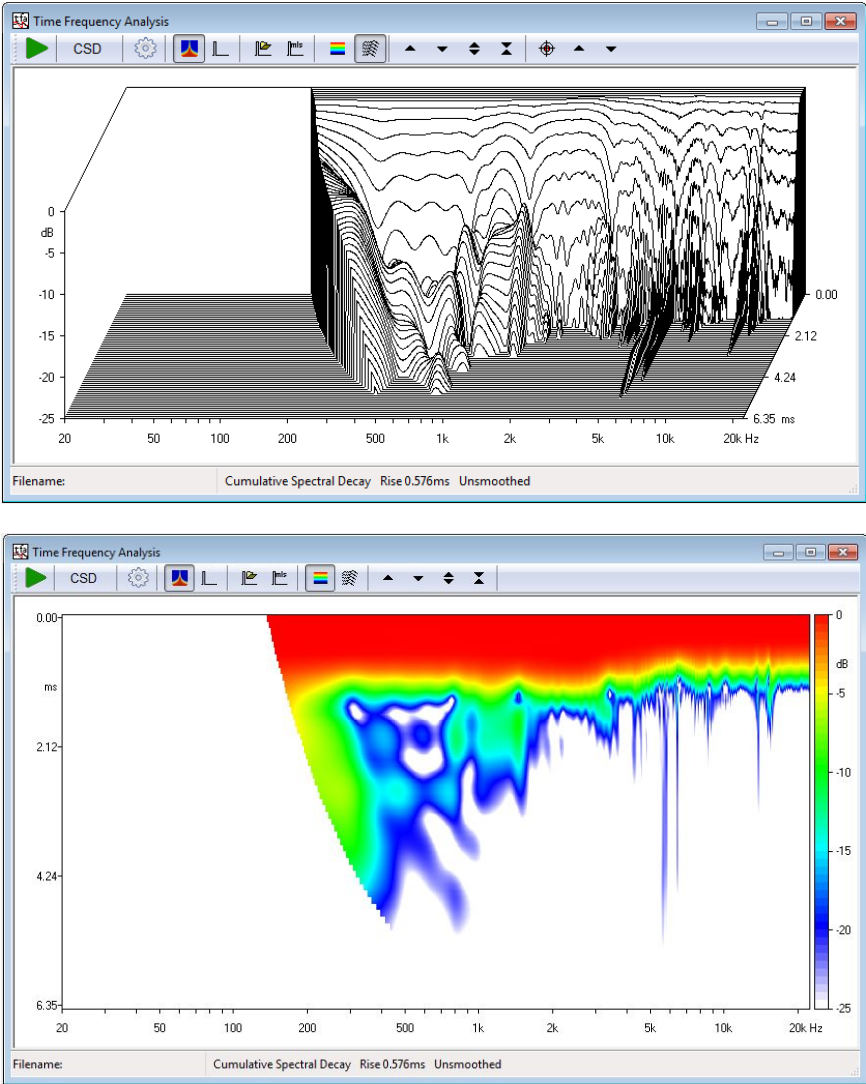 Time Frequency Analysis
CSD
mls
0
dB
-5
-10
-15
-20
-25
0.00
2.12
4.24
6.35 ms
20 50 100 200 500 1k 2k 5k 10k 20k Hz
Filename: Cumulative Spectral Decay Rise 0.576ms Unsmoothed
Time Frequency Analysis
CSD
mls
0.00
ms
2.12
4.24
6.35
0
dB
-5
-10
-15
-20
-25
20 50 100 200 500 1k 2k 5k 10k 20k Hz
Filename: Cumulative Spectral Decay Rise 0.576ms Unsmoothed